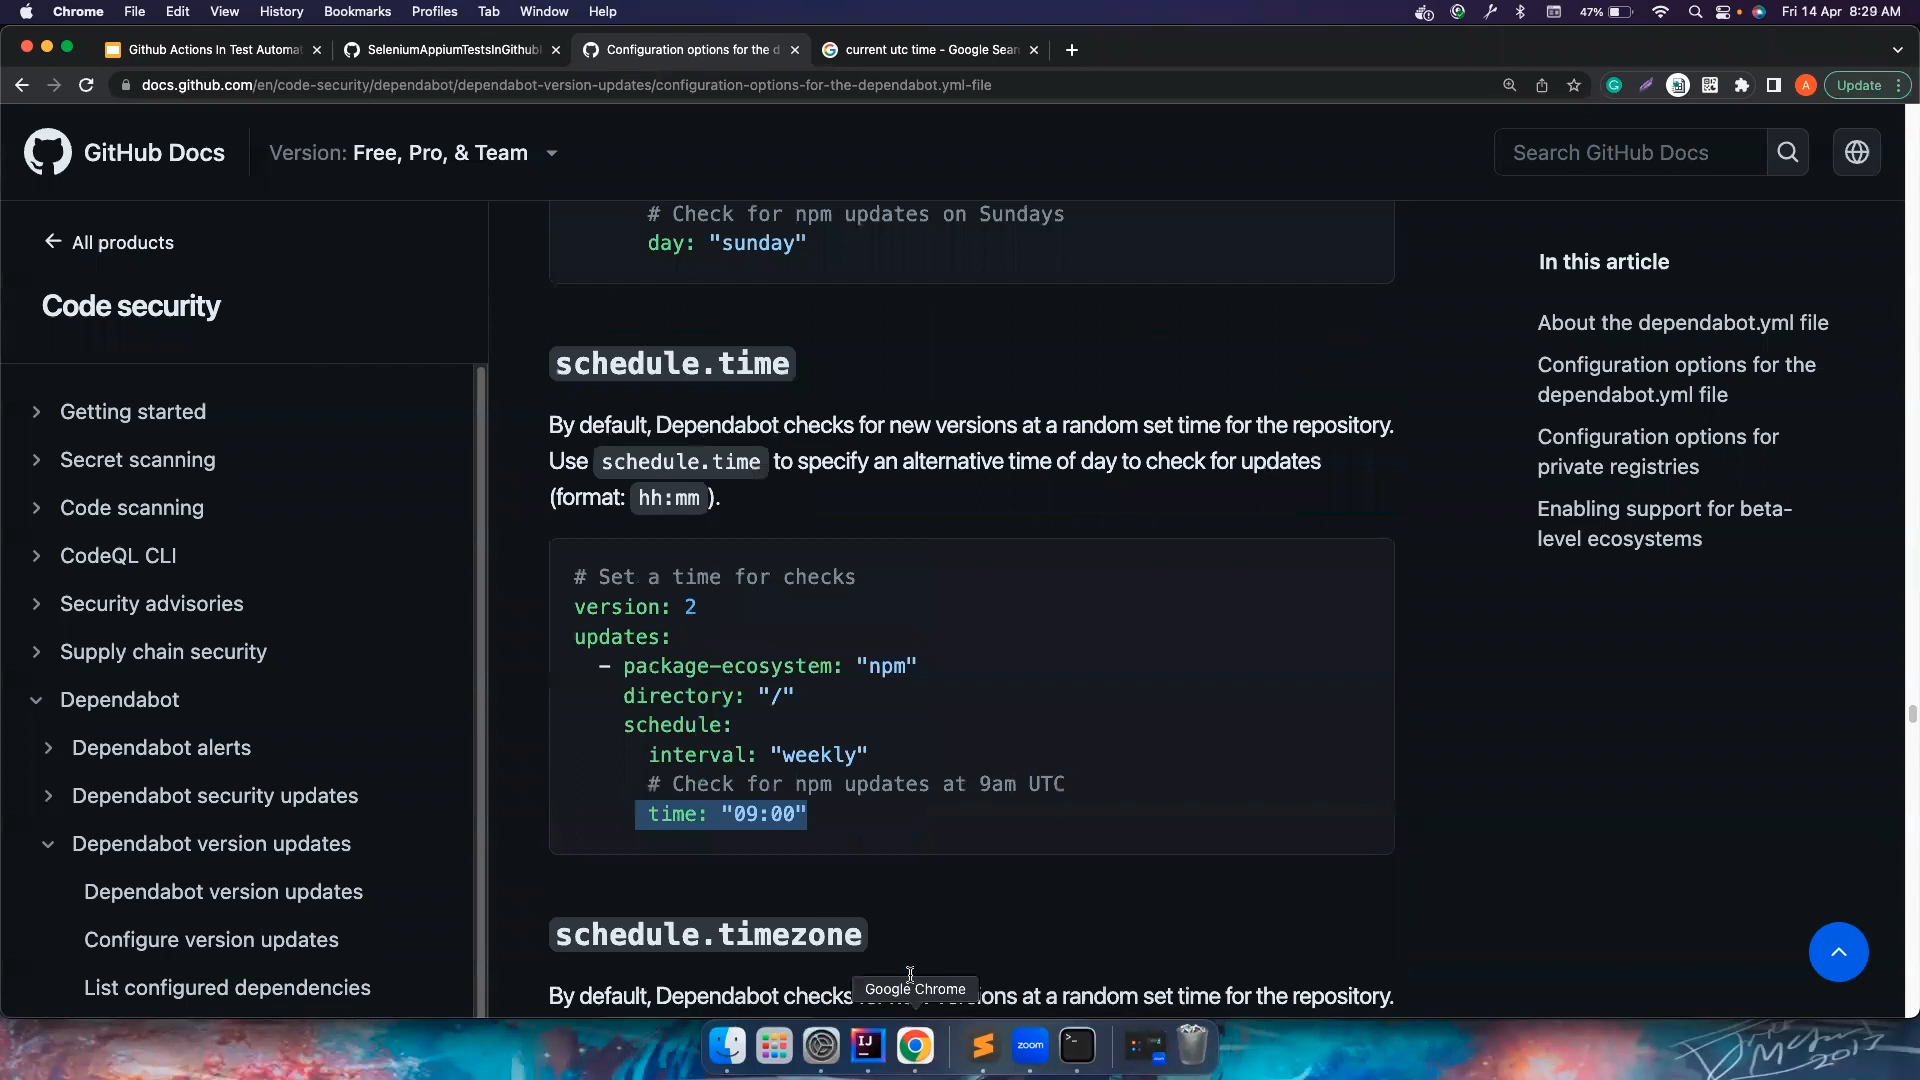 Chrome File Edit View History Bookmarks Profiles Tab Window Help 47% Fri 14 Apr 8:29 AM
Github Actions In Test Automat SeleniumAppiumTestsInGithub Configuration options for the d current utc time - Google Sear
docs.github.com/en/code-security/dependabot/dependabot-version-updates/configuration-options-for-the-dependabot.yml-file A Update
GitHub Docs Version: Free, Pro, & Team Search GitHub Docs
All products
Code security
Getting started
Secret scanning
Code scanning
CodeQL CLI
Security advisories
Supply chain security
Dependabot
Dependabot alerts
Dependabot security updates
Dependabot version updates
Dependabot version updates
Configure version updates
List configured dependencies
# Check for npm updates on Sundays
day: "sunday"
schedule.time
By default, Dependabot checks for new versions at a random set time for the repository.
Use schedule.time to specify an alternative time of day to check for updates
(format: hh:mm ).
# Set a time for checks
version: 2
updates:
- package-ecosystem: "npm"
directory: "/"
schedule:
interval: "weekly"
# Check for npm updates at 9am UTC
time: "09:00"
schedule.timezone
By default, Dependabot checks ons at a random set time for the repository.
Google Chrome
In this article
About the dependabot.yml file
Configuration options for the
dependabot.yml file
Configuration options for
private registries
Enabling support for beta-
level ecosystems
IJ
zoom
2017